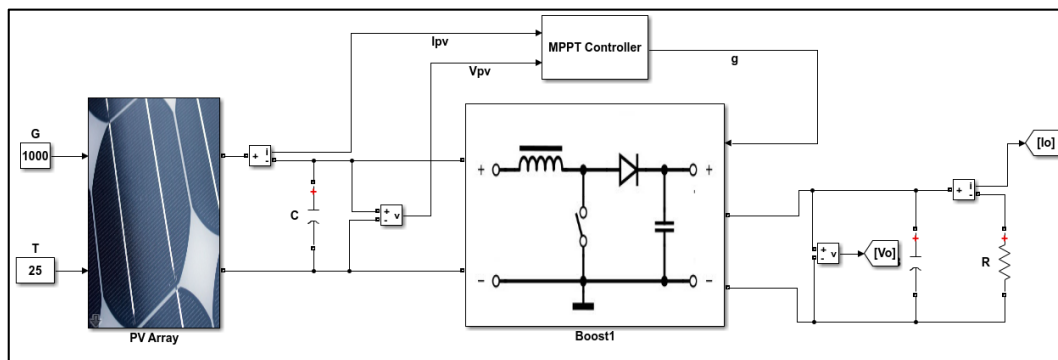 Ipv
MPPT Controller
Vpv
g
G
1000
PV Array
T
25
+
i
-
C
+
+
-
v
+
+
-
-
Boost1
+
-
v
[Vo]
+
i
-
[Io]
+
+
R